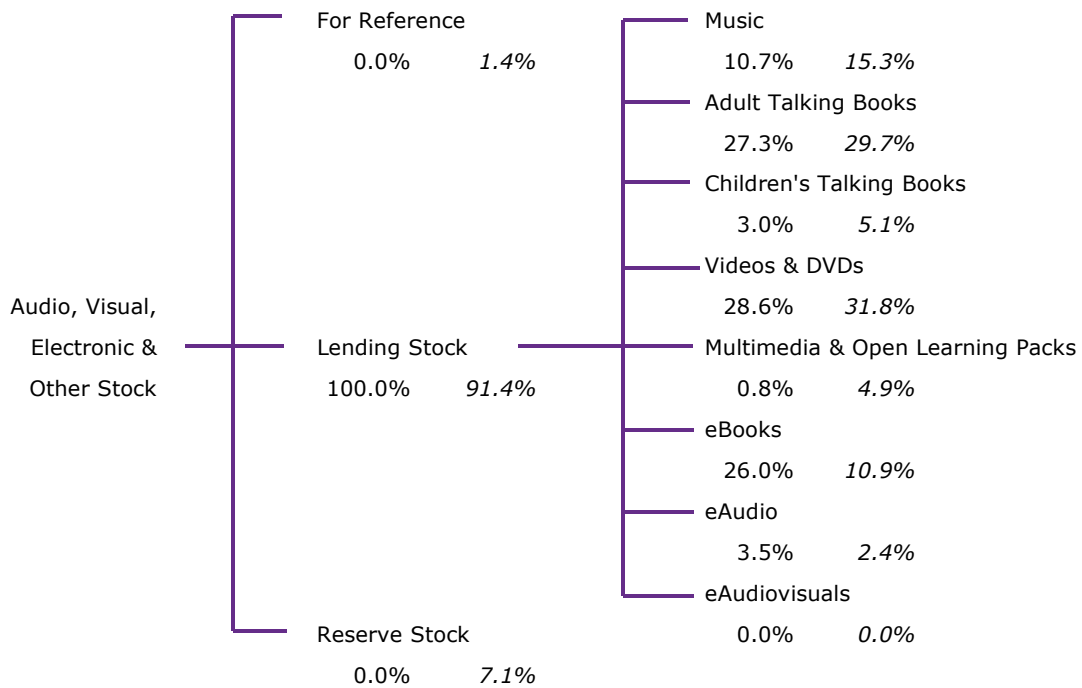 Audio, Visual,
Electronic &
Other Stock
For Reference
0.0% 1.4%
Lending Stock
100.0% 91.4%
Reserve Stock
0.0% 7.1%
Music
10.7% 15.3%
Adult Talking Books
27.3% 29.7%
Children's Talking Books
3.0% 5.1%
Videos & DVDs
28.6% 31.8%
Multimedia & Open Learning Packs
0.8% 4.9%
eBooks
26.0% 10.9%
eAudio
3.5% 2.4%
eAudiovisuals
0.0% 0.0%